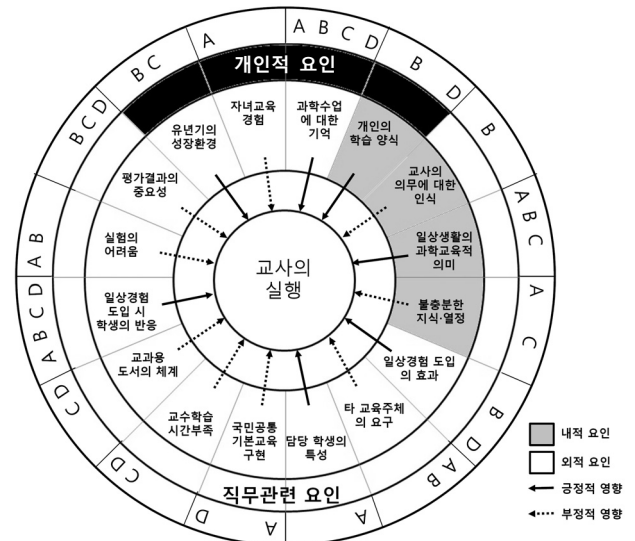 A
A B C D
B C
B D
개인적 요인
B C D
B
자녀교육
경험
과학수업
에 대한
기억
유년기의
성장환경
개인의
학습 양식
평가결과의
중요성
교사의
의무에 대한
인식
A B
A B C
실험의
어려움
일상생활의
과학교육적
의미
교사의
실행
A B C D
A
일상경험
도입 시
학생의 반응
불충분한
지식·열정
교과용
도서의 체계
일상경험 도입
의 효과
C D
C
교수학습
시간부족
국민공통
기본교육
구현
담당 학생의
특성
타 교육주체
의 요구
C D
A B
B D
직무관련 요인
D
A
A
내적 요인
외적 요인
긍정적 영향
부정적 영향